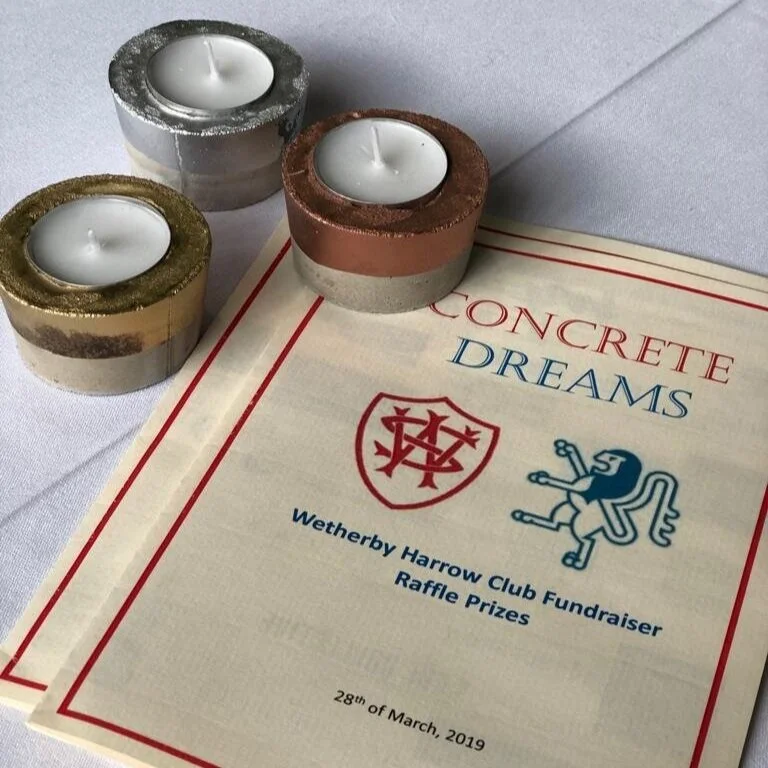 CONCRETE
DREAMS
Wetherby Harrow Club Fundraiser
Raffle Prizes
28th of March, 2019